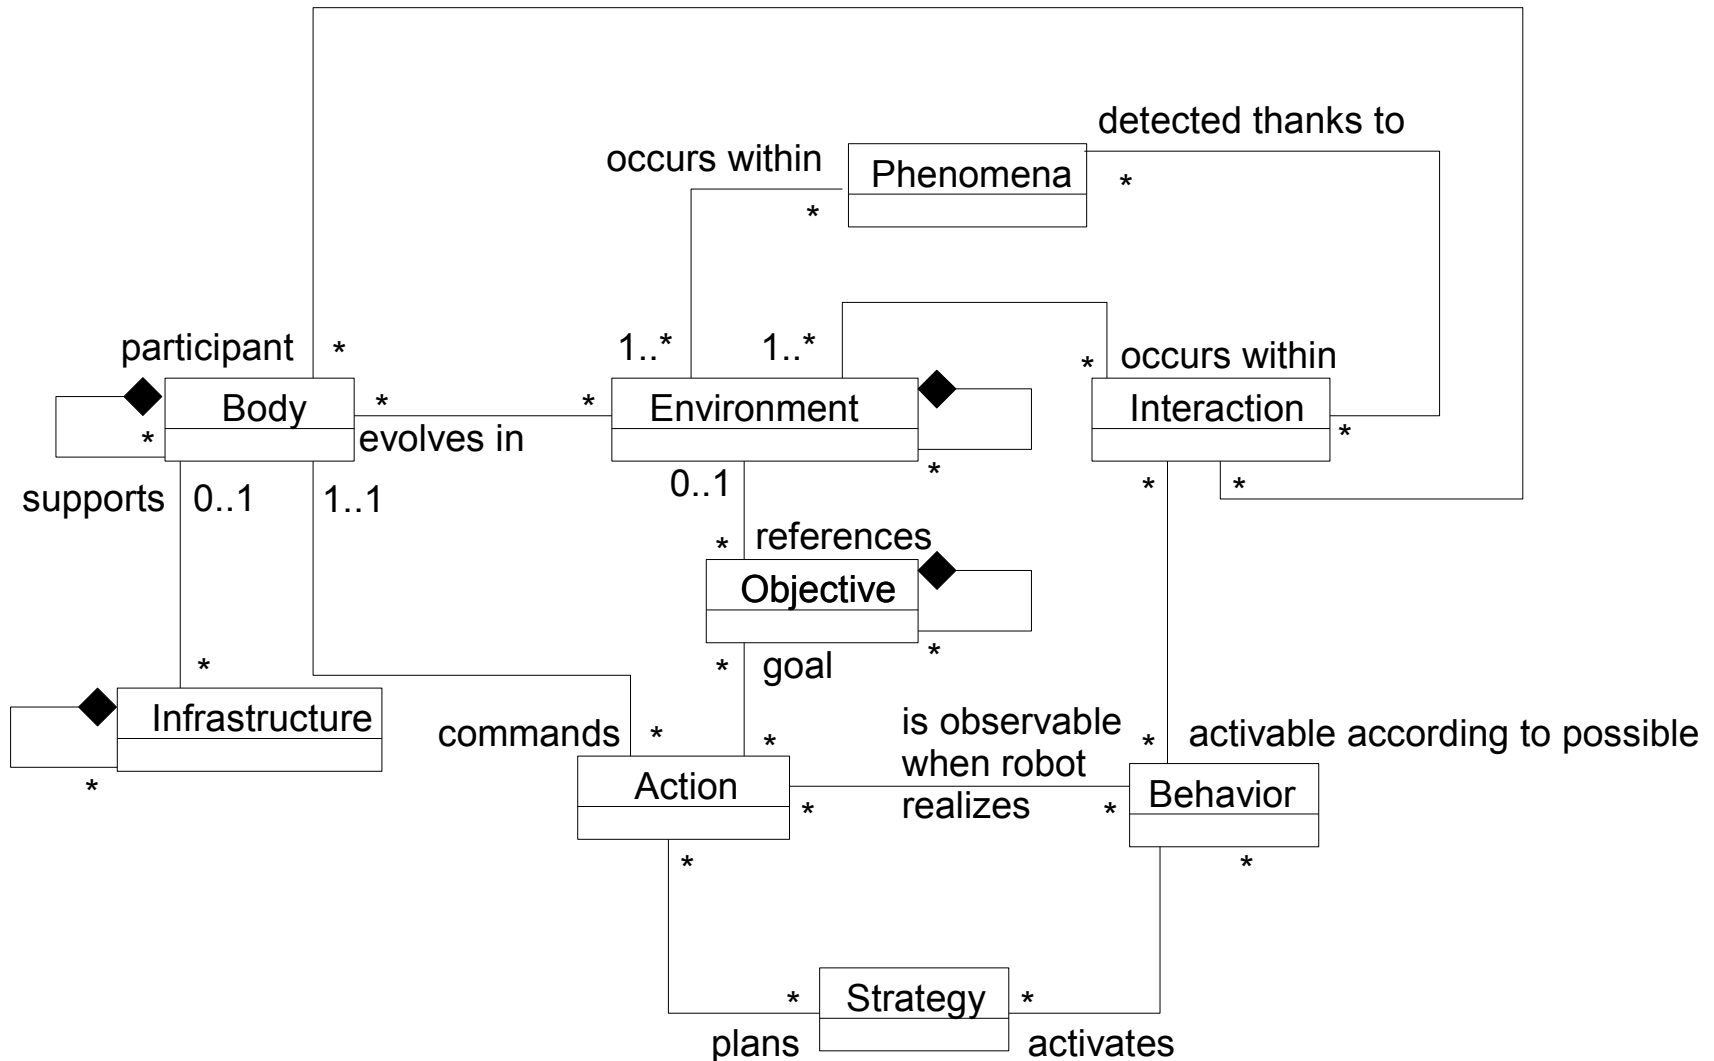 detected thanks to
occurs within
*
Phenomena
*
participant
*
1..*
1..*
*
occurs within
Body
*
*
Environment
Interaction
*
evolves in
*
*
supports
0..1
1..1
0..1
*
*
*
references
Objective
*
goal
*
*
Infrastructure
*
commands
*
*
is observable
when robot
realizes
*
activable according to possible
Action
*
*
Behavior
*
*
*
Strategy
*
plans
activates